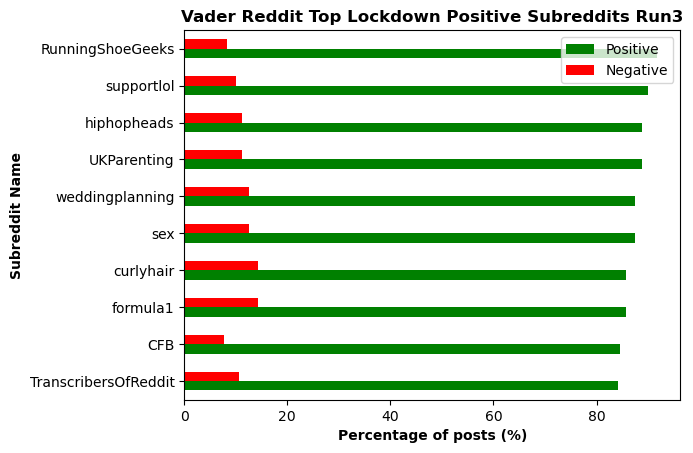 Vader Reddit Top Lockdown Positive Subreddits Run3
Positive
Negative
RunningShoeGeeks
supportlol
hiphopheads
UKParenting
weddingplanning
sex
curlyhair
formula1
CFB
TranscribersOfReddit
Subreddit Name
0 20 40 60 80
Percentage of posts (%)